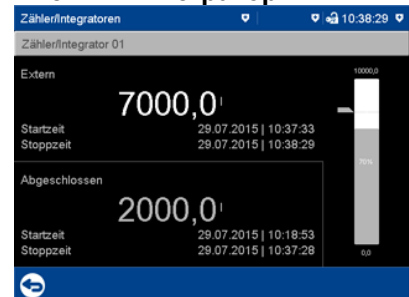 Zähler/Integratoren 10:38:29
Zähler/Integrator 01
Extern
10000,0
7000,0 l
Startzeit 29.07.2015 | 10:37:33
Stoppzeit 29.07.2015 | 10:38:29
70%
Abgeschlossen
2000,0 l
Startzeit 29.07.2015 | 10:18:53
Stoppzeit 29.07.2015 | 10:37:28
0,0